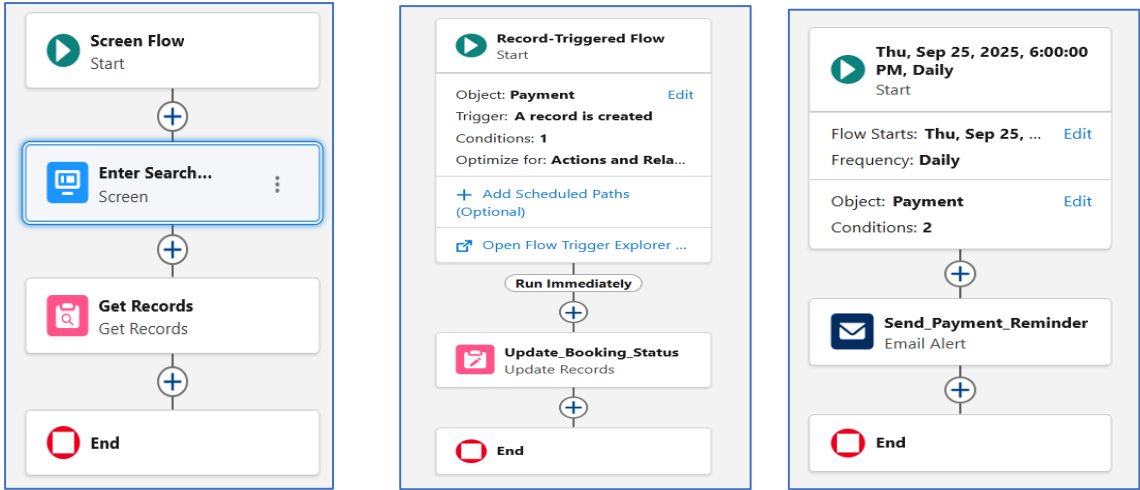 Screen Flow
Start
Enter Search...
Screen
Get Records
Get Records
End
Record-Triggered Flow
Start
Object: Payment Edit
Trigger: A record is created
Conditions: 1
Optimize for: Actions and Rela...
Add Scheduled Paths
(Optional)
Open Flow Trigger Explorer ...
Run Immediately
Update_Booking_Status
Update Records
End
Thu, Sep 25, 2025, 6:00:00
PM, Daily
Start
Flow Starts: Thu, Sep 25, ... Edit
Frequency: Daily
Object: Payment Edit
Conditions: 2
Send_Payment_Reminder
Email Alert
End